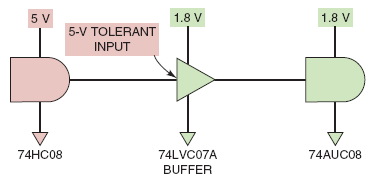 5 V
5-V TOLERANT
INPUT
1.8 V
1.8 V
74HC08
74LVC07A
BUFFER
74AUC08